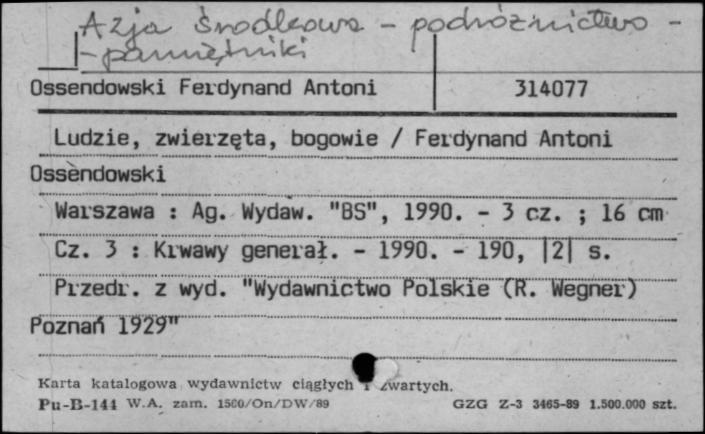 Azja środkowa - podróżnictwo -
- pamiętniki
Ossendowski Ferdynand Antoni 314077
Ludzie, zwierzęta, bogowie / Ferdynand Antoni
Ossendowski
Warszawa : Ag. Wydaw. "BS", 1990. - 3 cz. ; 16 cm
Cz. 3 : Krwawy generał. - 1990. - 190, |2| s.
Przedr. z wyd. "Wydawnictwo Polskie (R. Wegner)
Poznań 1929"
Karta katalogowa wydawnictw ciągłych i zwartych.
Pu-B-144 W.A. zam. 1500/On/DW/89 GZG Z-3 3465-89 1.500.000 szt.